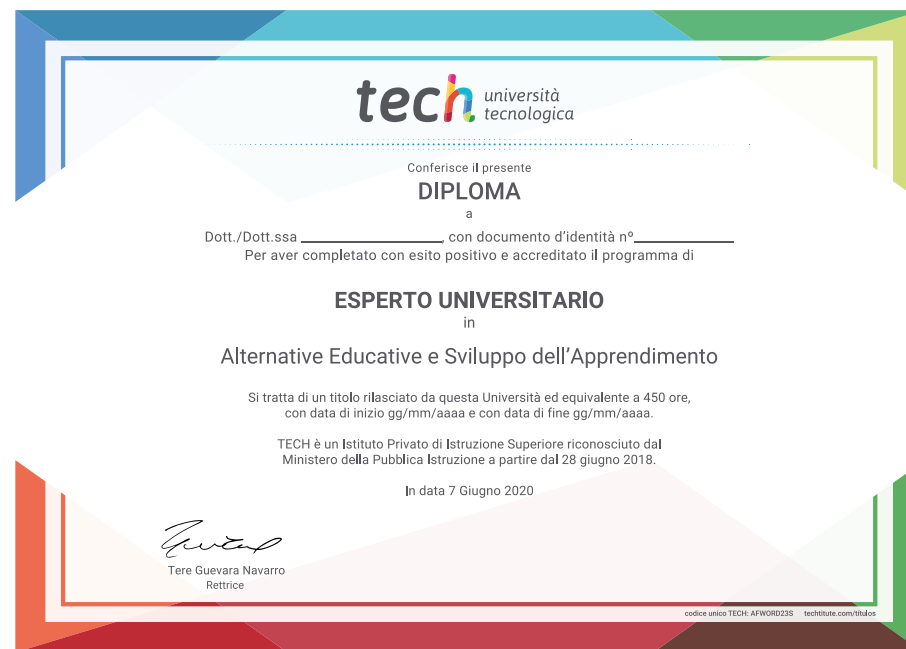 tech università
tecnologica
Conferisce il presente
DIPLOMA
a
Dott./Dott.ssa ____________________, con documento d'identità nº______________
Per aver completato con esito positivo e accreditato il programma di
ESPERTO UNIVERSITARIO
in
Alternative Educative e Sviluppo dell'Apprendimento
Si tratta di un titolo rilasciato da questa Università ed equivalente a 450 ore,
con data di inizio gg/mm/aaaa e con data di fine gg/mm/aaaa.
TECH è un Istituto Privato di Istruzione Superiore riconosciuto dal
Ministero della Pubblica Istruzione a partire dal 28 giugno 2018.
In data 7 Giugno 2020
Tere Guevara Navarro
Rettrice
codice unico TECH: AFWORD23S techtitute.com/títulos